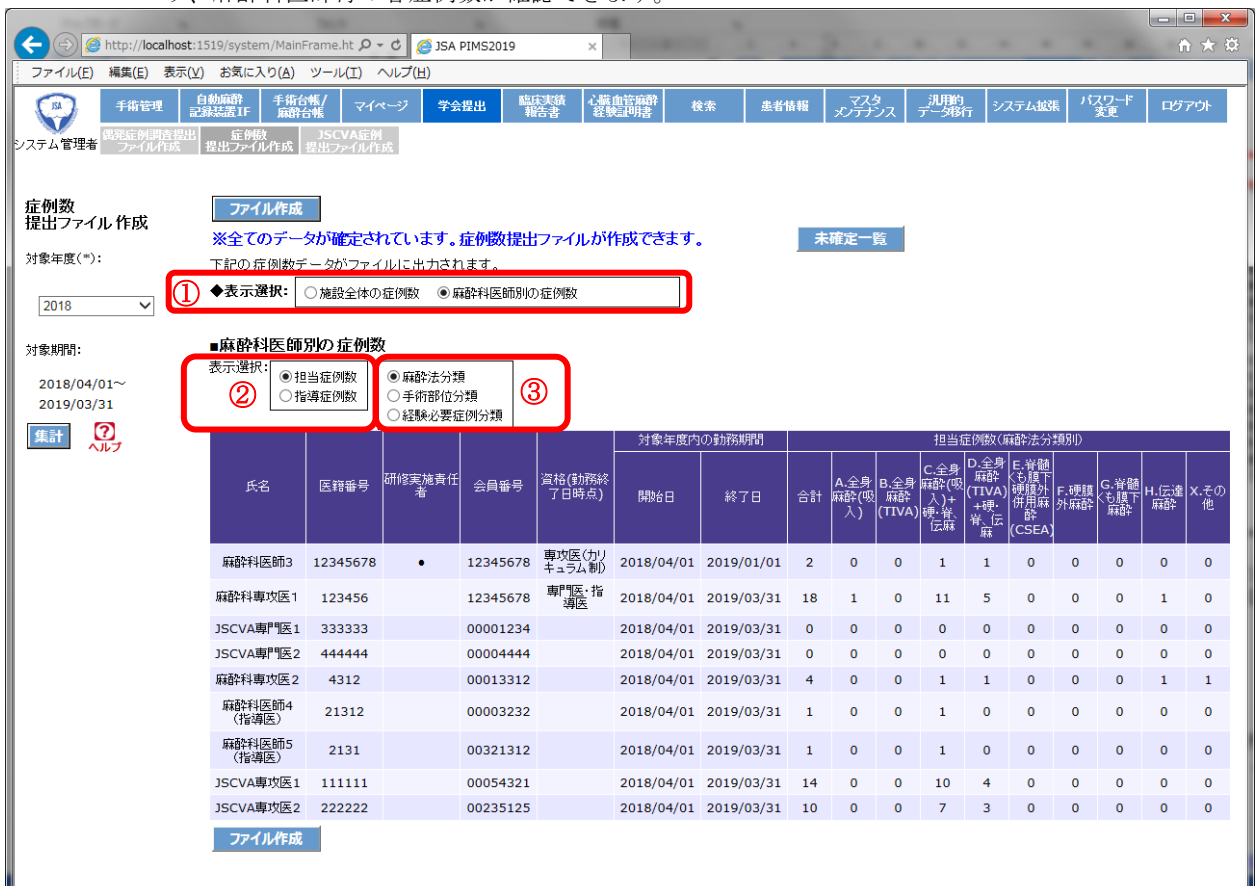 り、麻酔科医師毎の各症例数が確認できます。
http://localhost:1519/system/MainFrame.ht
JSA PIMS2019
ファイル(F) 編集(E) 表示(V) お気に入り(A) ツール(T) ヘルプ(H)
JSA
システム管理者
手術管理 自動麻酔記録装置IF 手術台帳/麻酔台帳 マイページ 学会提出 臨床実績報告書 心臓血管麻酔経験証明書 検索 患者情報 マスタメンテナンス 汎用的データ移行 システム拡張 パスワード変更 ログアウト
偶発症例調査提出ファイル作成 症例数提出ファイル作成 JSCVA症例提出ファイル作成
症例数
提出ファイル作成
対象年度(*):
2018
対象期間:
2018/04/01~
2019/03/31
集計 ? ヘルプ
ファイル作成
※全てのデータが確定されています。症例数提出ファイルが作成できます。
未確定一覧
下記の症例数データがファイルに出力されます。
① ◆表示選択: 施設全体の症例数 麻酔科医師別の症例数
■麻酔科医師別の症例数
表示選択:
② 担当症例数
指導症例数
③ 麻酔法分類
手術部位分類
経験必要症例分類
対象年度内の勤務期間 担当症例数(麻酔法分類別)
氏名 医籍番号 研修実施責任者 会員番号 資格(勤務終了日時点) 開始日 終了日 合計 A.全身麻酔(吸入) B.全身麻酔(TIVA) C.全身麻酔(吸入)+硬・脊、伝麻 D.全身麻酔(TIVA)+硬・脊、伝麻 E.脊髄くも膜下硬膜外併用麻酔(CSEA) F.硬膜外麻酔 G.脊髄くも膜下麻酔 H.伝達麻酔 X.その他
麻酔科医師3 12345678 ● 12345678 専攻医(カリキュラム制) 2018/04/01 2019/01/01 2 0 0 1 1 0 0 0 0 0
麻酔科専攻医1 123456 12345678 専門医・指導医 2018/04/01 2019/03/31 18 1 0 11 5 0 0 0 1 0
JSCVA専門医1 333333 00001234 2018/04/01 2019/03/31 0 0 0 0 0 0 0 0 0 0
JSCVA専門医2 444444 00004444 2018/04/01 2019/03/31 0 0 0 0 0 0 0 0 0 0
麻酔科専攻医2 4312 00013312 2018/04/01 2019/03/31 4 0 0 1 1 0 0 0 1 1
麻酔科医師4(指導医) 21312 00003232 2018/04/01 2019/03/31 1 0 0 1 0 0 0 0 0 0
麻酔科医師5(指導医) 2131 00321312 2018/04/01 2019/03/31 1 0 0 1 0 0 0 0 0 0
JSCVA専攻医1 111111 00054321 2018/04/01 2019/03/31 14 0 0 10 4 0 0 0 0 0
JSCVA専攻医2 222222 00235125 2018/04/01 2019/03/31 10 0 0 7 3 0 0 0 0 0
ファイル作成